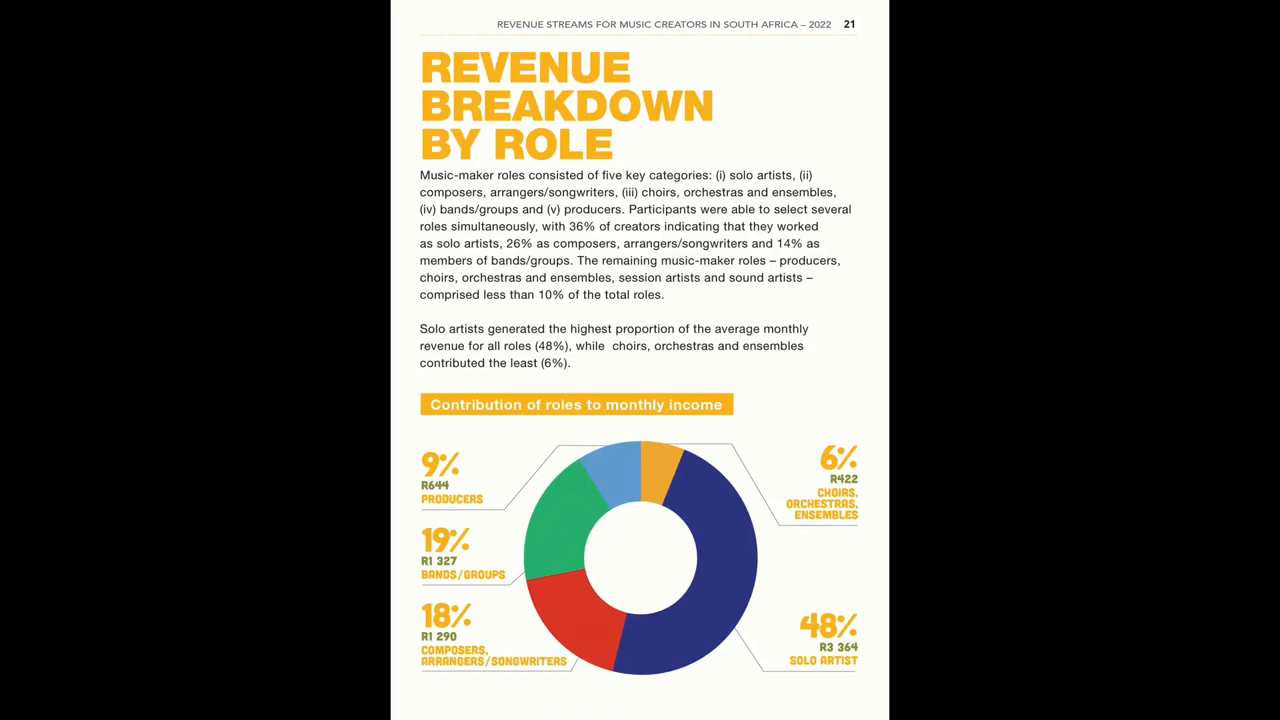 REVENUE STREAMS FOR MUSIC CREATORS IN SOUTH AFRICA – 2022 21
REVENUE
BREAKDOWN
BY ROLE
Music-maker roles consisted of five key categories: (i) solo artists, (ii)
composers, arrangers/songwriters, (iii) choirs, orchestras and ensembles,
(iv) bands/groups and (v) producers. Participants were able to select several
roles simultaneously, with 36% of creators indicating that they worked
as solo artists, 26% as composers, arrangers/songwriters and 14% as
members of bands/groups. The remaining music-maker roles – producers,
choirs, orchestras and ensembles, session artists and sound artists –
comprised less than 10% of the total roles.
Solo artists generated the highest proportion of the average monthly
revenue for all roles (48%), while choirs, orchestras and ensembles
contributed the least (6%).
Contribution of roles to monthly income
9%
R644
PRODUCERS
19%
R1 327
BANDS/GROUPS
18%
R1 290
COMPOSERS,
ARRANGERS/SONGWRITERS
6%
R422
CHOIRS,
ORCHESTRAS,
ENSEMBLES
48%
R3 364
SOLO ARTIST